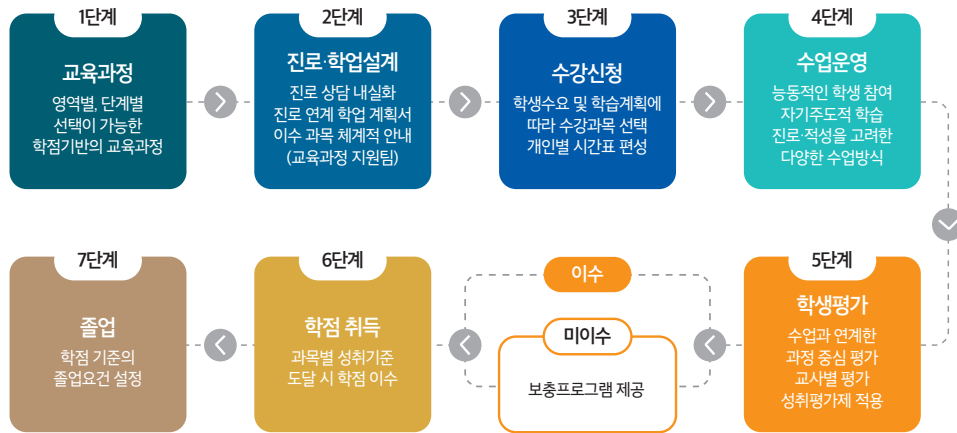 1단계
교육과정
영역별, 단계별
선택이 가능한
학점기반의 교육과정
2단계
진로·학업설계
진로 상담 내실화
진로 연계 학업 계획서
이수 과목 체계적 안내
(교육과정 지원팀)
3단계
수강신청
학생수요 및 학습계획에
따라 수강과목 선택
개인별 시간표 편성
4단계
수업운영
능동적인 학생 참여
자기주도적 학습
진로·적성을 고려한
다양한 수업방식
5단계
학생평가
수업과 연계한
과정 중심 평가
교사별 평가
성취평가제 적용
이수
미이수
보충프로그램 제공
6단계
학점 취득
과목별 성취기준
도달 시 학점 이수
7단계
졸업
학점 기준의
졸업요건 설정